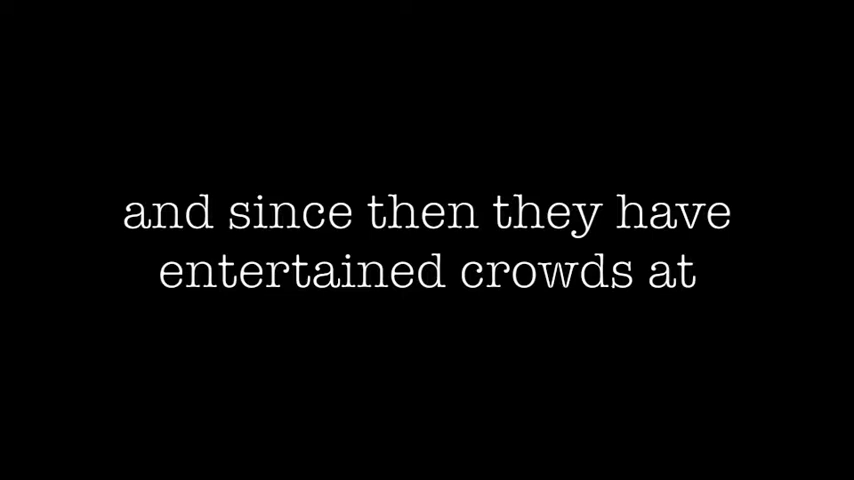 and since then they have
entertained crowds at